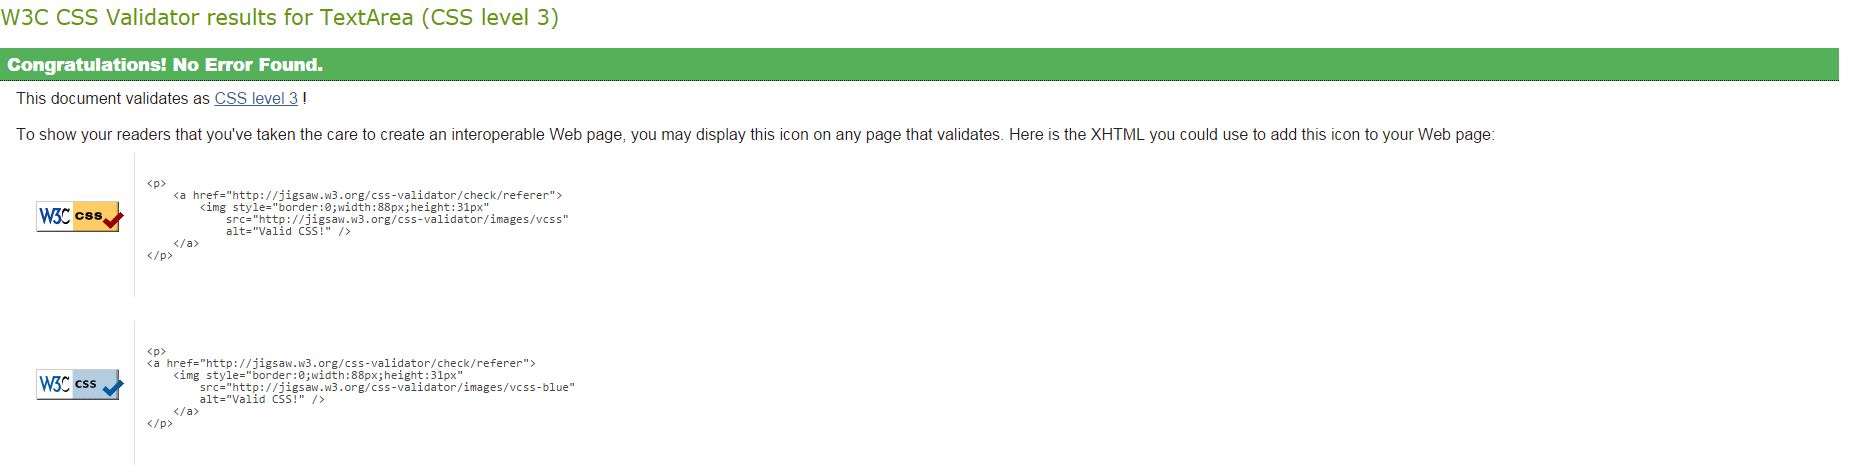 W3C CSS Validator results for TextArea (CSS level 3)
Congratulations! No Error Found.
This document validates as CSS level 3 !
To show your readers that you've taken the care to create an interoperable Web page, you may display this icon on any page that validates. Here is the XHTML you could use to add this icon to your Web page:
W3C css
<p>
    <a href="http://jigsaw.w3.org/css-validator/check/referer">
        <img style="border:0;width:88px;height:31px"
            src="http://jigsaw.w3.org/css-validator/images/vcss"
            alt="Valid CSS!" />
    </a>
</p>
W3C css
<p>
<a href="http://jigsaw.w3.org/css-validator/check/referer">
    <img style="border:0;width:88px;height:31px"
        src="http://jigsaw.w3.org/css-validator/images/vcss-blue"
        alt="Valid CSS!" />
    </a>
</p>